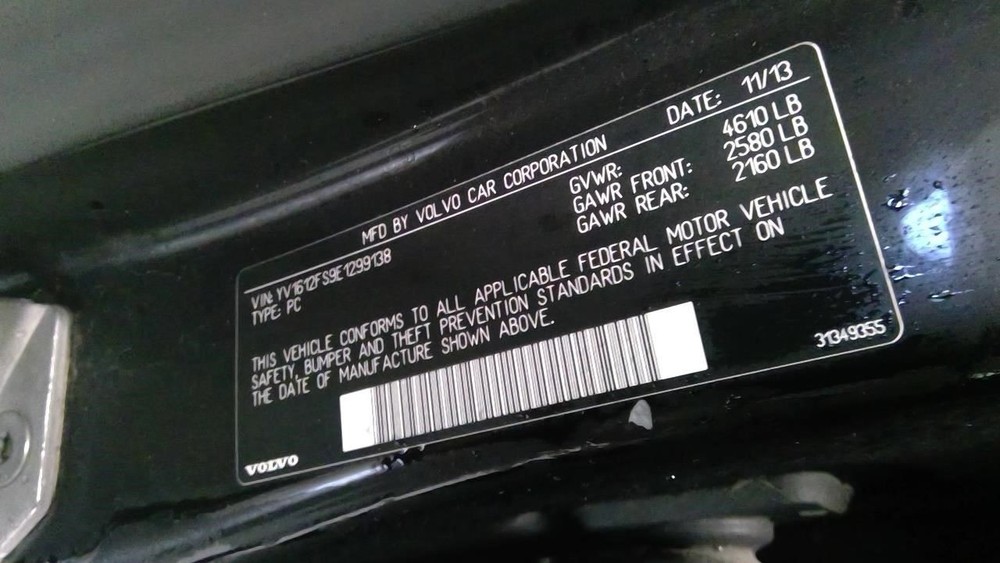 MFD BY VOLVO CAR CORPORATION DATE: 11/13
GVWR: 4610 LB
GAWR FRONT: 2580 LB
GAWR REAR: 2160 LB
VIN: YV1612FS9E1299138
TYPE: PC
THIS VEHICLE CONFORMS TO ALL APPLICABLE FEDERAL MOTOR VEHICLE
SAFETY, BUMPER AND THEFT PREVENTION STANDARDS IN EFFECT ON
THE DATE OF MANUFACTURE SHOWN ABOVE.
31349355
VOLVO